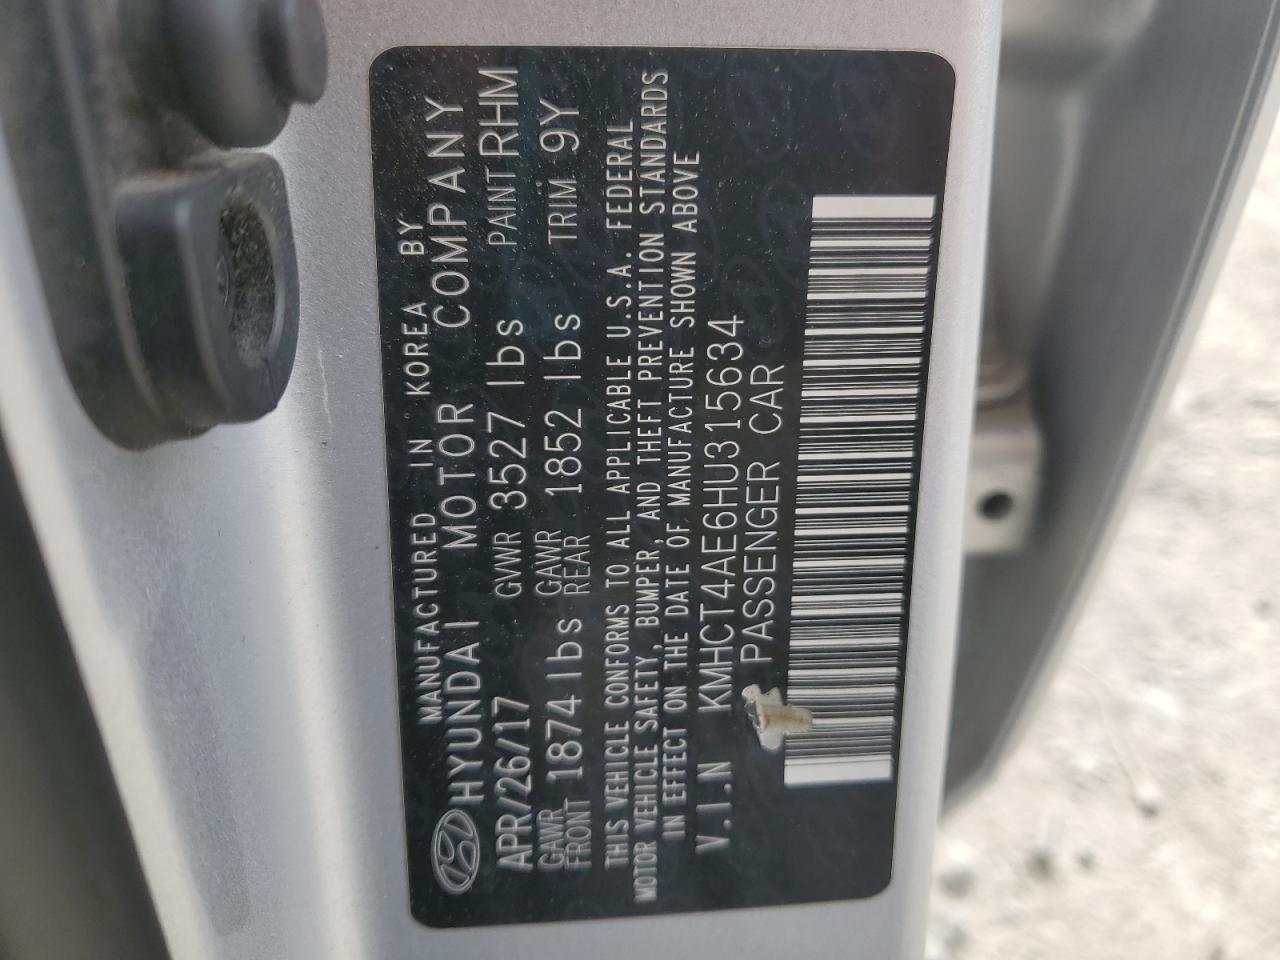 MANUFACTURED IN KOREA BY
HYUNDAI MOTOR COMPANY
APR/26/17 GVWR 3527 lbs PAINT RHM
GAWR FRONT 1874 lbs GAWR REAR 1852 lbs TRIM 9Y
THIS VEHICLE CONFORMS TO ALL APPLICABLE U.S.A. FEDERAL
MOTOR VEHICLE SAFETY, BUMPER, AND THEFT PREVENTION STANDARDS
IN EFFECT ON THE DATE OF MANUFACTURE SHOWN ABOVE
V.I.N KMHCT4AE6HU315634
PASSENGER CAR